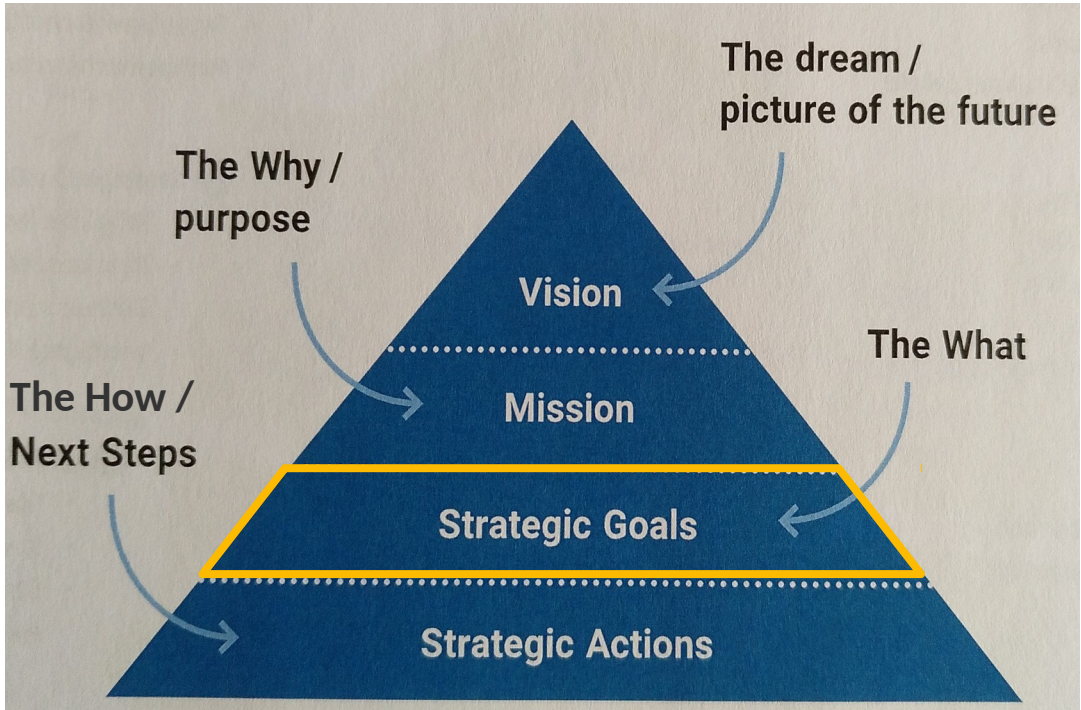 The dream /
picture of the future
The Why /
purpose
Vision
The What
Mission
The How /
Next Steps
Strategic Goals
Strategic Actions